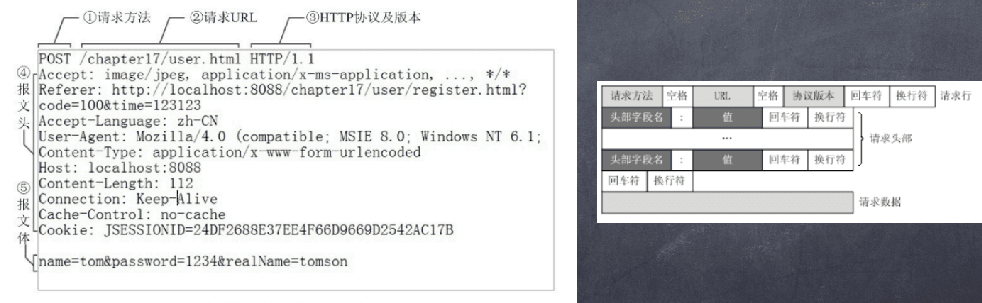 ①请求方法 ②请求URL ③HTTP协议及版本
POST /chapter17/user.html HTTP/1.1
④报文头
Accept: image/jpeg, application/x-ms-application, ..., */*
Referer: http://localhost:8088/chapter17/user/register.html?
code=100&time=123123
Accept-Language: zh-CN
User-Agent: Mozilla/4.0 (compatible; MSIE 8.0; Windows NT 6.1;
Content-Type: application/x-www-form-urlencoded
Host: localhost:8088
Content-Length: 112
Connection: Keep-Alive
Cache-Control: no-cache
Cookie: JSESSIONID=24DF2688E37EE4F66D9669D2542AC17B
⑤报文体
name=tom&password=1234&realName=tomson
请求方法 空格 URL 空格 协议版本 回车符 换行符 请求行
头部字段名 : 值 回车符 换行符
...
请求头部
头部字段名 : 值 回车符 换行符
回车符 换行符
请求数据